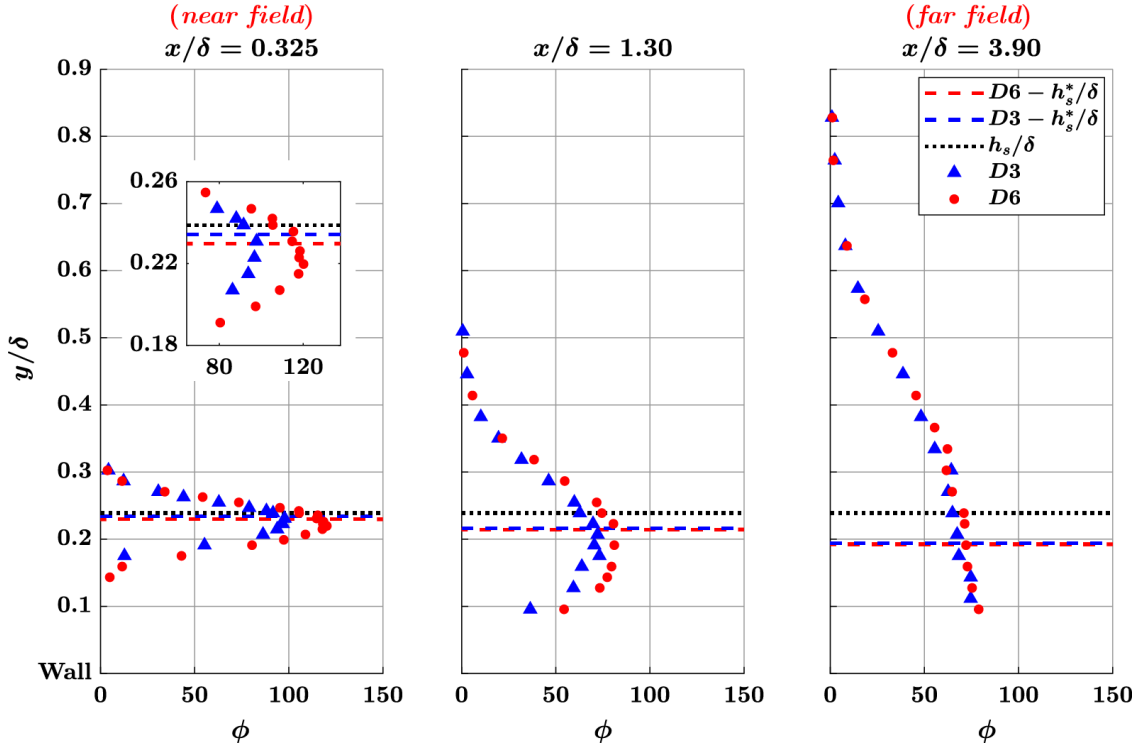 (near field)
x/δ = 0.325
x/δ = 1.30
(far field)
x/δ = 3.90
y/δ
0.9
0.8
0.7
0.6
0.5
0.4
0.3
0.2
0.1
Wall
0.26
0.22
0.18
80
120
D6 − h*s/δ
D3 − h*s/δ
hs/δ
D3
D6
0
50
100
150
0
50
100
150
0
50
100
150
ϕ
ϕ
ϕ